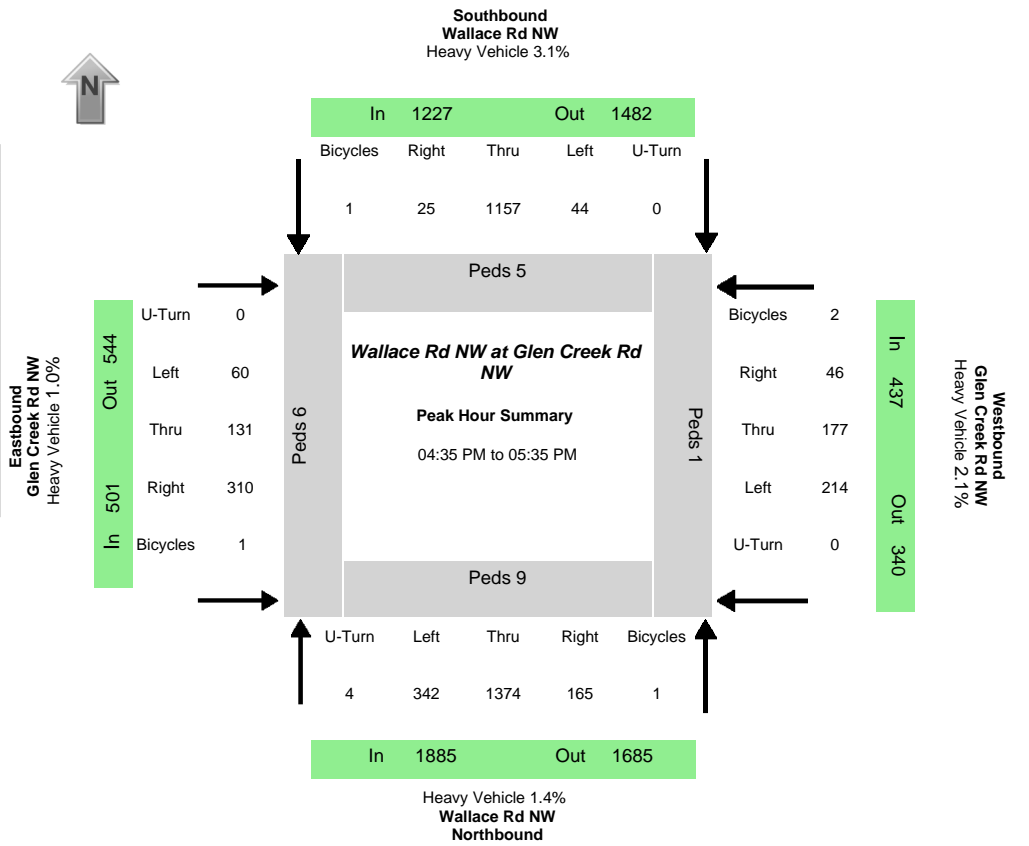 Southbound
Wallace Rd NW
Heavy Vehicle 3.1%
N
In 1227 Out 1482
Bicycles Right Thru Left U-Turn
1 25 1157 44 0
Peds 5
Eastbound
Glen Creek Rd NW
Heavy Vehicle 1.0%
In 501 Out 544
U-Turn 0
Left 60
Thru 131
Right 310
Bicycles 1
Peds 6
Wallace Rd NW at Glen Creek Rd
NW
Peak Hour Summary
04:35 PM to 05:35 PM
Peds 1
Bicycles 2
Right 46
Thru 177
Left 214
U-Turn 0
In 437 Out 340
Westbound
Glen Creek Rd NW
Heavy Vehicle 2.1%
Peds 9
U-Turn Left Thru Right Bicycles
4 342 1374 165 1
In 1885 Out 1685
Heavy Vehicle 1.4%
Wallace Rd NW
Northbound